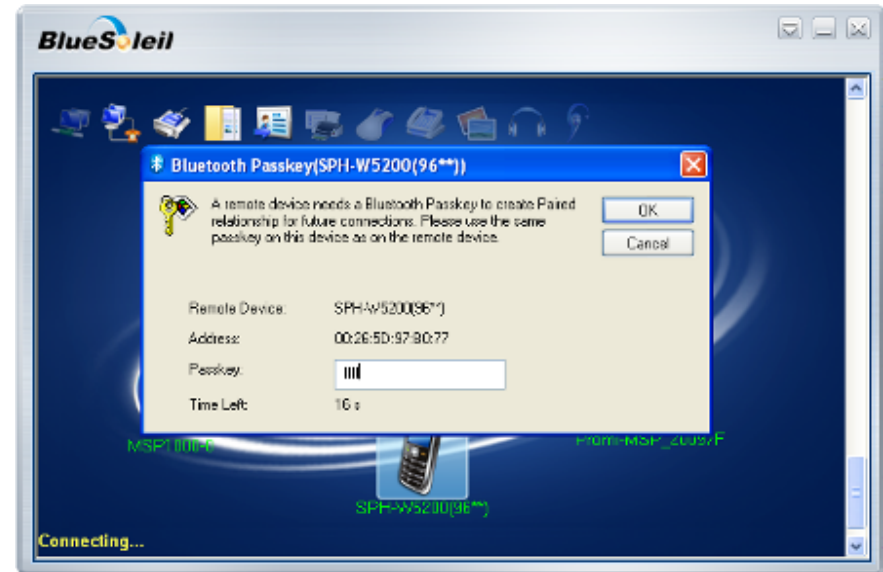 BlueSoleil
Bluetooth Passkey(SPH-W5200(96**))
A remote device needs a Bluetooth Passkey to create Paired
relationship for future connections. Please use the same
passkey on this device as on the remote device.
OK
Cancel
Remote Device: SPH-W5200(96**)
Address: 00:26:5D:97:80:77
Passkey:
Time Left: 16 s
MSP1000-6
SPH-W5200(96**)
Connecting...